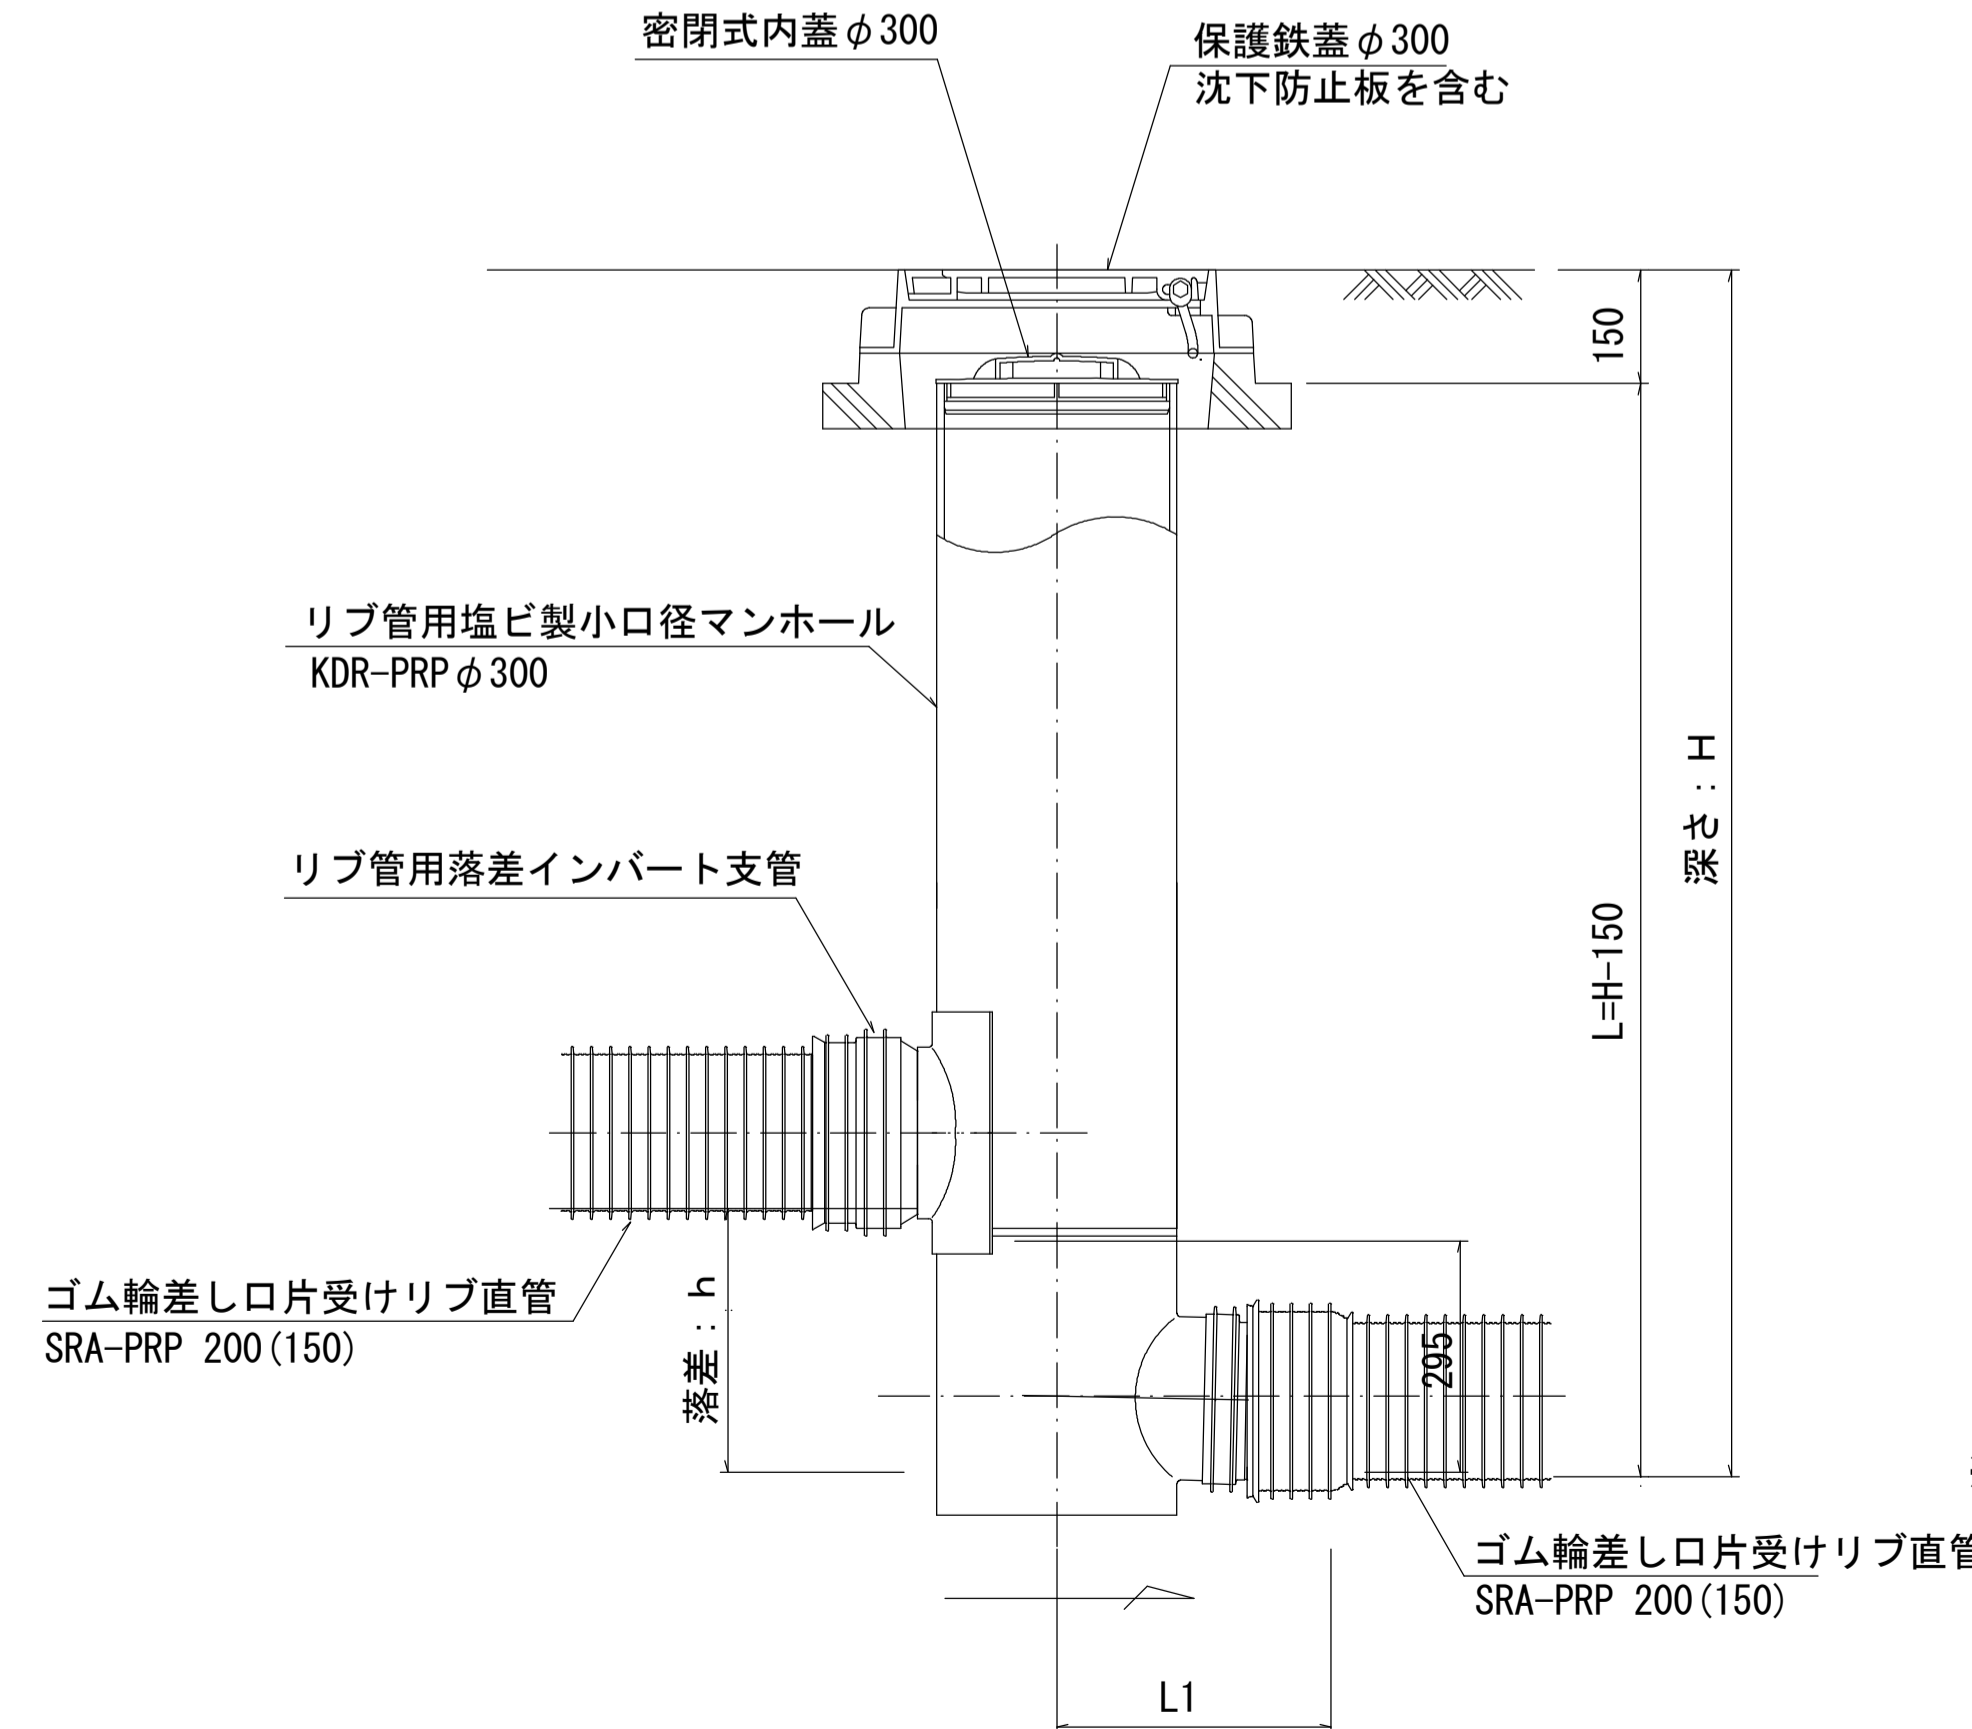 密閉式内蓋φ300
保護鉄蓋φ300
沈下防止板を含む
150
リブ管用塩ビ製小口径マンホール
KDR-PRPφ300
深さ:H
リブ管用落差インバート支管
L=H-150
ゴム輪差し口片受けリブ直管
SRA-PRP 200(150)
落差:h
295
ゴム輪差し口片受けリブ直管
SRA-PRP 200(150)
L1